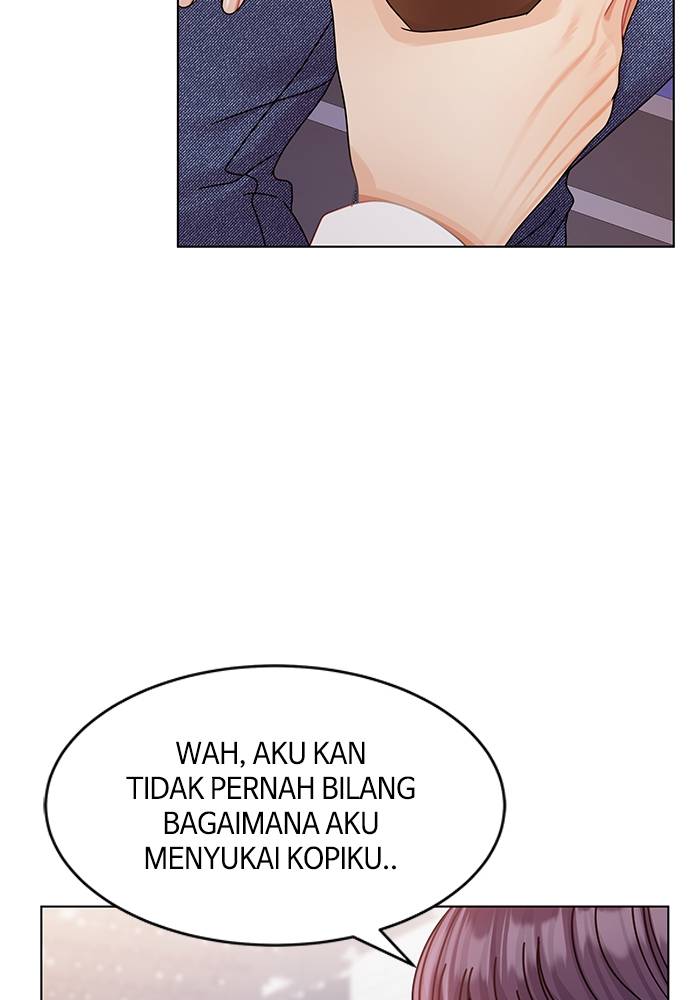 WAH, AKU KAN
TIDAK PERNAH BILANG
BAGAIMANA AKU
MENYUKAI KOPIKU..